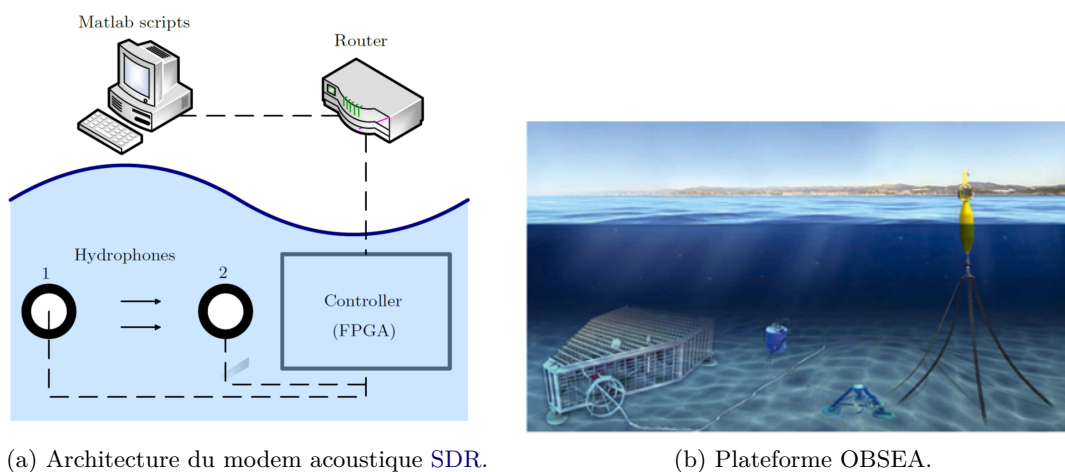 Matlab scripts
Router
Hydrophones
1
2
Controller
(FPGA)
(a) Architecture du modem acoustique SDR.
(b) Plateforme OBSEA.